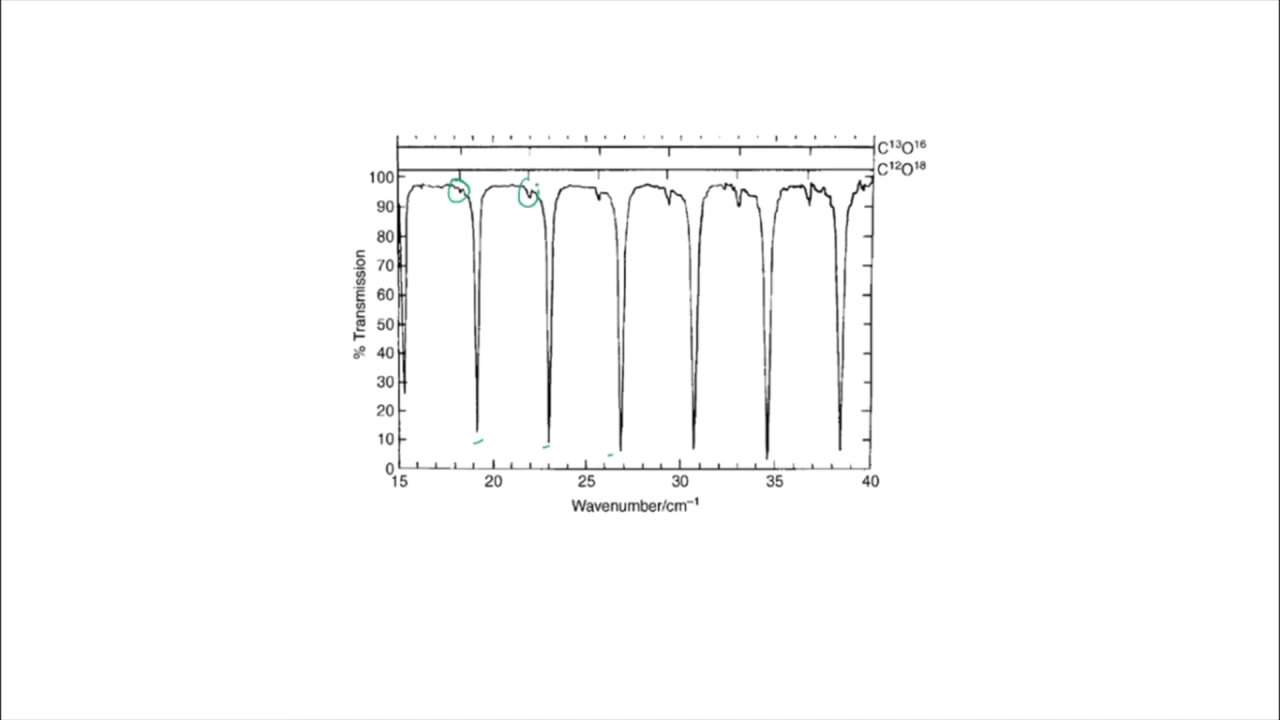 C¹³O¹⁶
C¹²O¹⁸
100
90
80
70
60
50
40
30
20
10
0
% Transmission
15 20 25 30 35 40
Wavenumber/cm⁻¹